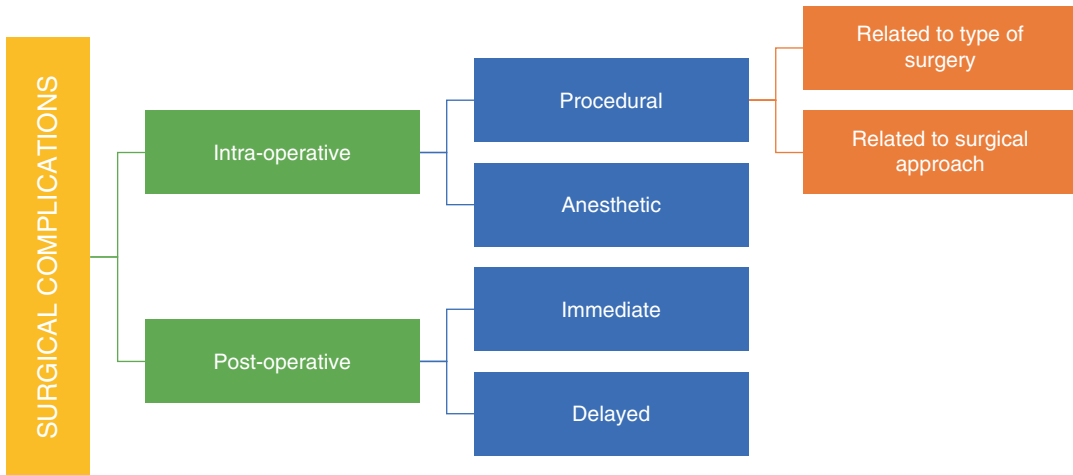 SURGICAL COMPLICATIONS
Intra-operative
Post-operative
Procedural
Anesthetic
Immediate
Delayed
Related to type of
surgery
Related to surgical
approach